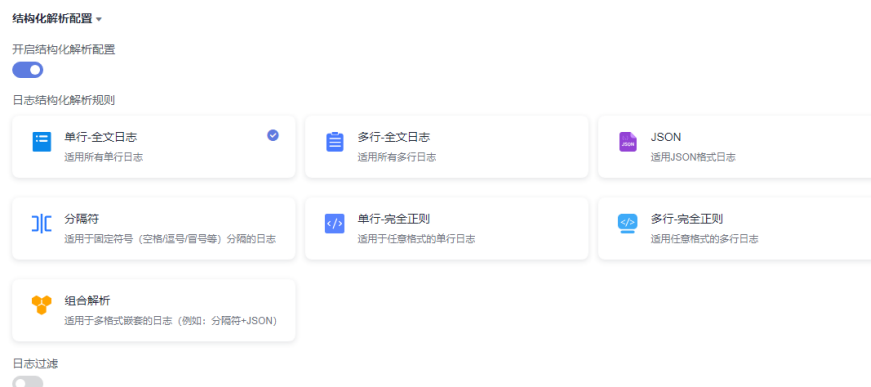 结构化解析配置
开启结构化解析配置
日志结构化解析规则
单行-全文日志
适用所有单行日志
多行-全文日志
适用所有多行日志
JSON
适用JSON格式日志
分隔符
适用于固定符号（空格/逗号/冒号等）分隔的日志
单行-完全正则
适用于任意格式的单行日志
多行-完全正则
适用任意格式的多行日志
组合解析
适用于多格式嵌套的日志（例如：分隔符+JSON）
日志过滤